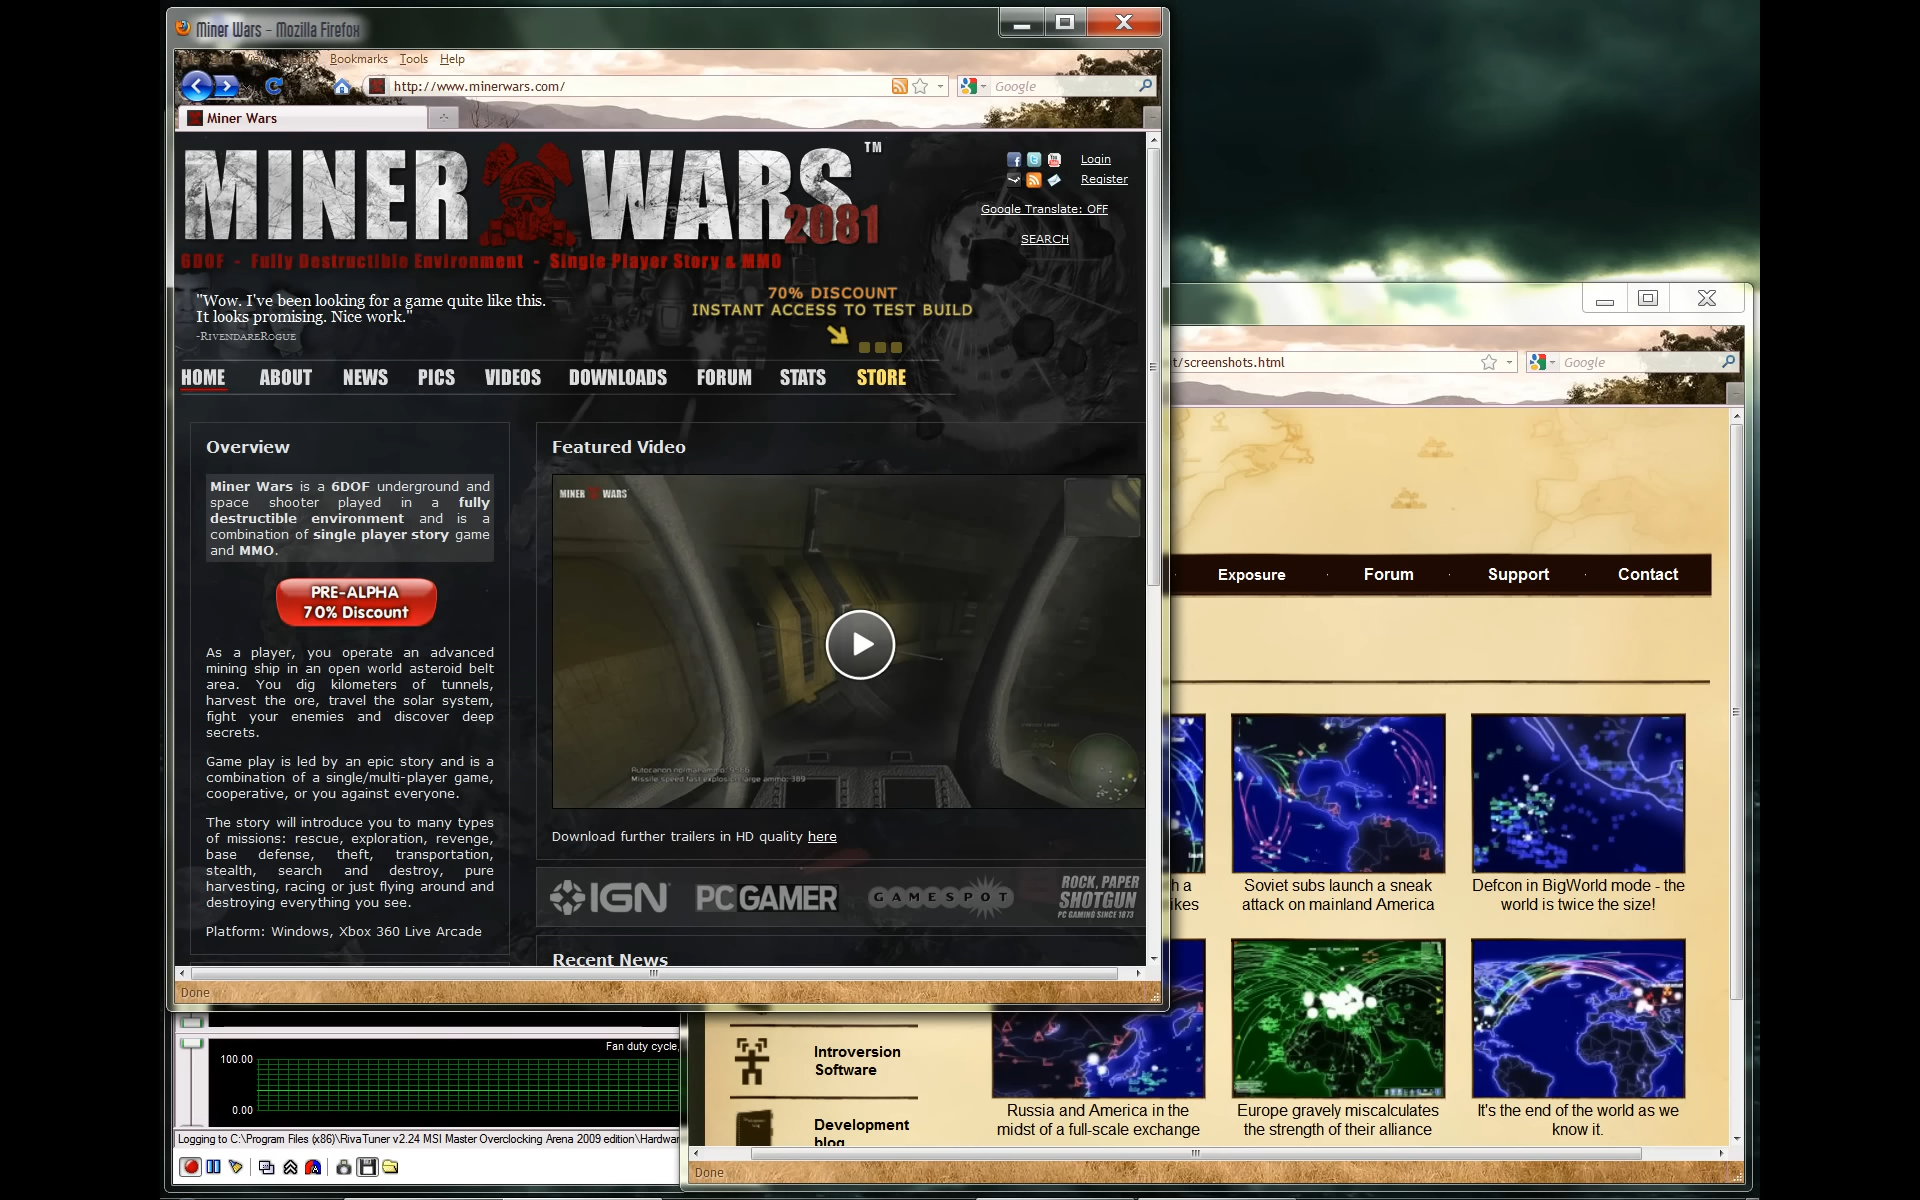 Miner Wars - Mozilla Firefox
Bookmarks Tools Help
http://www.minerwars.com/
Google
Miner Wars
MINER WARS TM
2081
6DOF - Fully Destructible Environment - Single Player Story & MMO
Login
Register
Google Translate: OFF
SEARCH
"Wow. I've been looking for a game quite like this.
It looks promising. Nice work."
-RivendareRogue
70% DISCOUNT
INSTANT ACCESS TO TEST BUILD
HOME ABOUT NEWS PICS VIDEOS DOWNLOADS FORUM STATS STORE
Overview
Miner Wars is a 6DOF underground and
space shooter played in a fully
destructible environment and is a
combination of single player story game
and MMO.
PRE-ALPHA
70% Discount
As a player, you operate an advanced
mining ship in an open world asteroid belt
area. You dig kilometers of tunnels,
harvest the ore, travel the solar system,
fight your enemies and discover deep
secrets.
Game play is led by an epic story and is a
combination of a single/multi-player game,
cooperative, or you against everyone.
The story will introduce you to many types
of missions: rescue, exploration, revenge,
base defense, theft, transportation,
stealth, search and destroy, pure
harvesting, racing or just flying around and
destroying everything you see.
Platform: Windows, Xbox 360 Live Arcade
Featured Video
MINER WARS
Download further trailers in HD quality here
IGN PC GAMER GAMESPOT ROCK, PAPER
SHOTGUN
PC GAMING SINCE 1873
Recent News
Done
t/screenshots.html
Google
Exposure Forum Support Contact
h a
ikes
Soviet subs launch a sneak
attack on mainland America
Defcon in BigWorld mode - the
world is twice the size!
Introversion
Software
Development
blog
Russia and America in the
midst of a full-scale exchange
Europe gravely miscalculates
the strength of their alliance
It's the end of the world as we
know it.
Done
Fan duty cycle,
100.00
0.00
Logging to C:\Program Files (x86)\RivaTuner v2.24 MSI Master Overclocking Arena 2009 edition\Hardwar